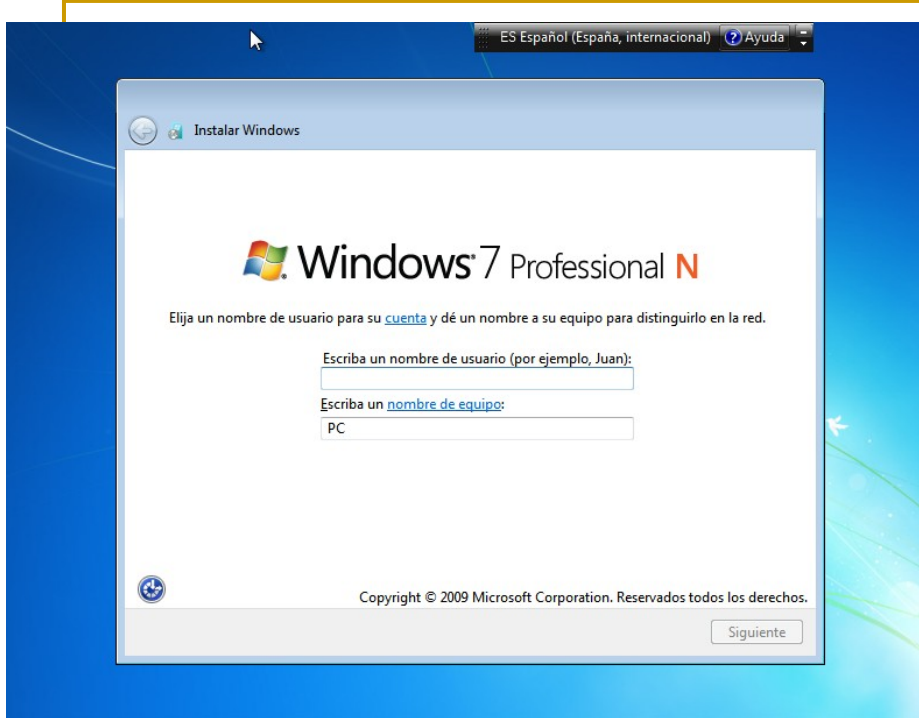 ES Español (España, internacional) Ayuda
Instalar Windows
Windows 7 Professional N
Elija un nombre de usuario para su cuenta y dé un nombre a su equipo para distinguirlo en la red.
Escriba un nombre de usuario (por ejemplo, Juan):
Escriba un nombre de equipo:
PC
Copyright © 2009 Microsoft Corporation. Reservados todos los derechos.
Siguiente